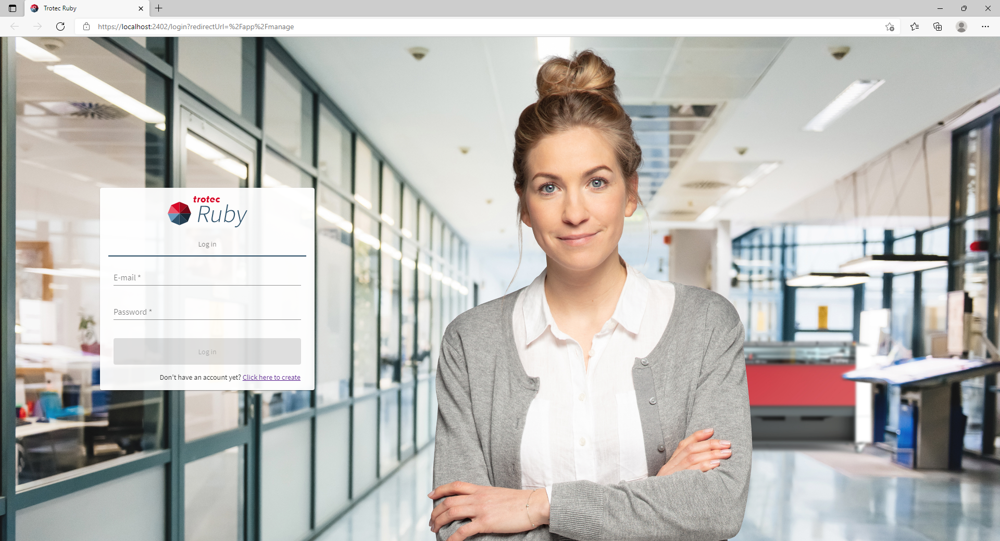 Trotec Ruby
https://localhost:2402/login?redirectUrl=%2Fapp%2Fmanage
trotec
Ruby
Log in
E-mail *
Password *
Log in
Don't have an account yet? Click here to create